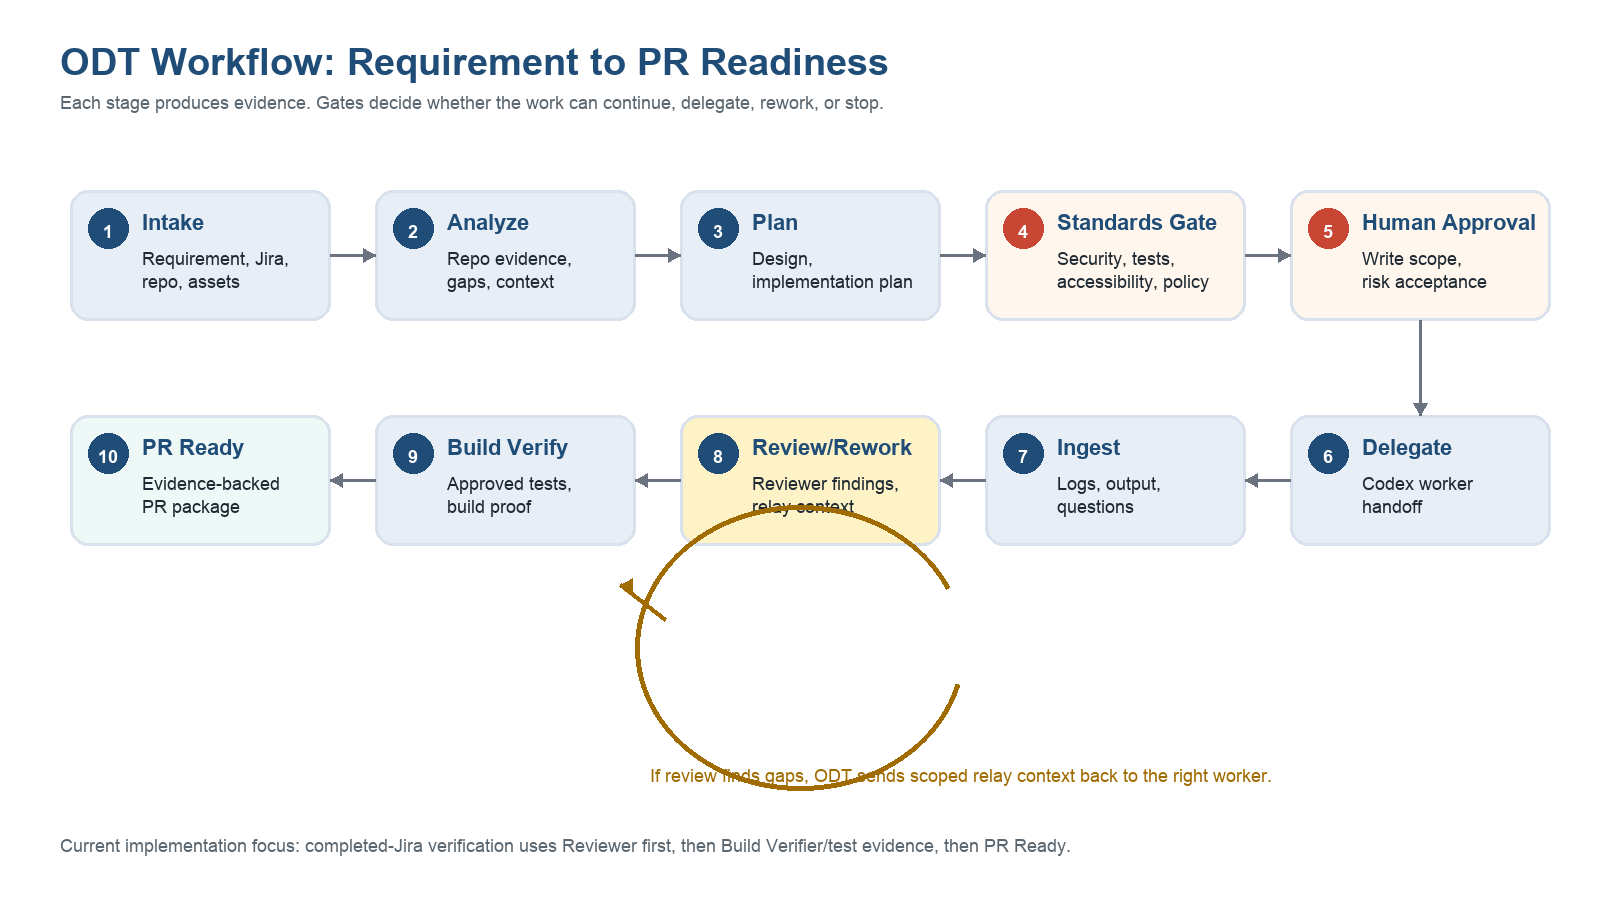 ODT Workflow: Requirement to PR Readiness
Each stage produces evidence. Gates decide whether the work can continue, delegate, rework, or stop.
1
Intake
Requirement, Jira,
repo, assets
2
Analyze
Repo evidence,
gaps, context
3
Plan
Design,
implementation plan
4
Standards Gate
Security, tests,
accessibility, policy
5
Human Approval
Write scope,
risk acceptance
10
PR Ready
Evidence-backed
PR package
9
Build Verify
Approved tests,
build proof
8
Review/Rework
Reviewer findings,
relay context
7
Ingest
Logs, output,
questions
6
Delegate
Codex worker
handoff
If review finds gaps, ODT sends scoped relay context back to the right worker.
Current implementation focus: completed-Jira verification uses Reviewer first, then Build Verifier/test evidence, then PR Ready.